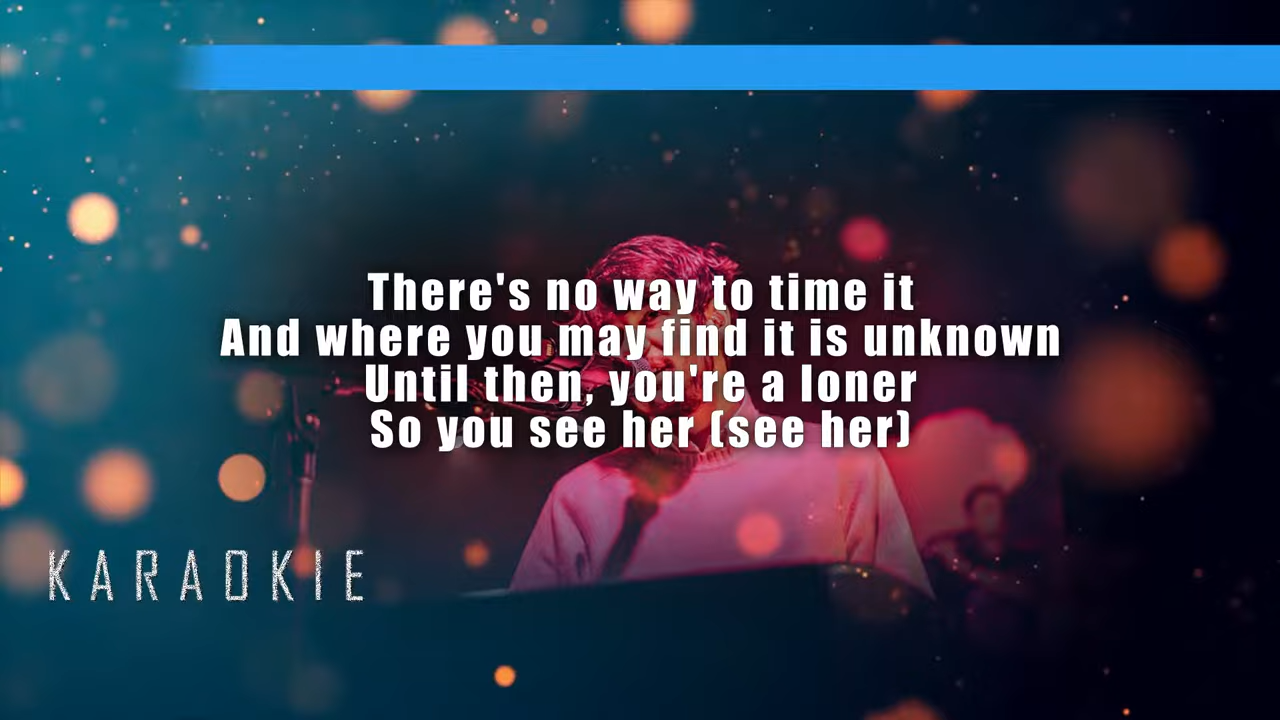 There's no way to time it
And where you may find it is unknown
Until then, you're a loner
So you see her (see her)
KARAOKIE